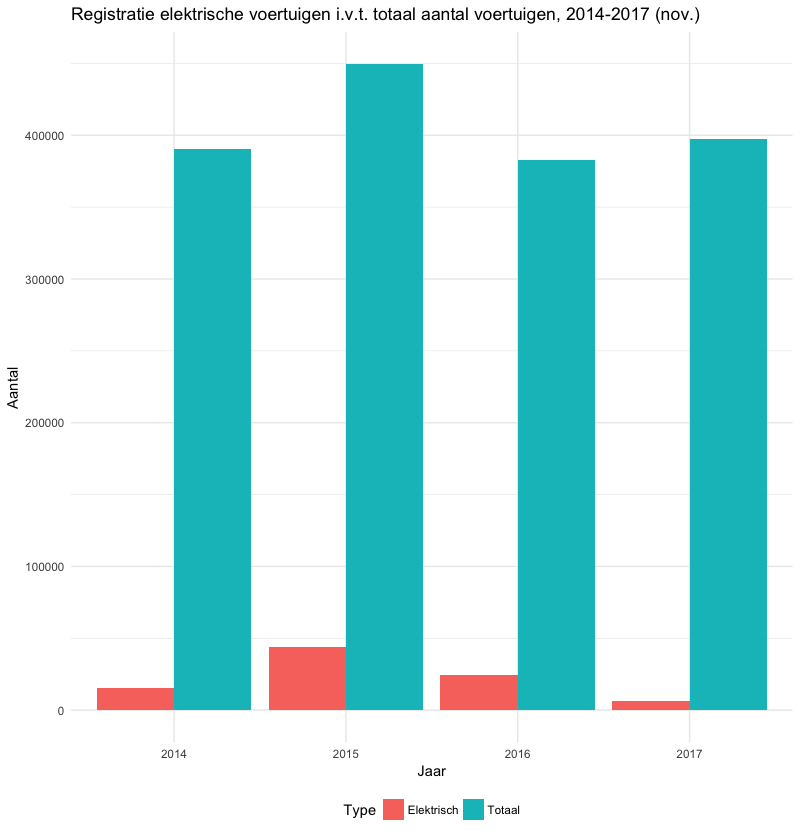 Registratie elektrische voertuigen i.v.t. totaal aantal voertuigen, 2014-2017 (nov.)
Aantal
400000
300000
200000
100000
0
2014 2015 2016 2017
Jaar
Type Elektrisch Totaal